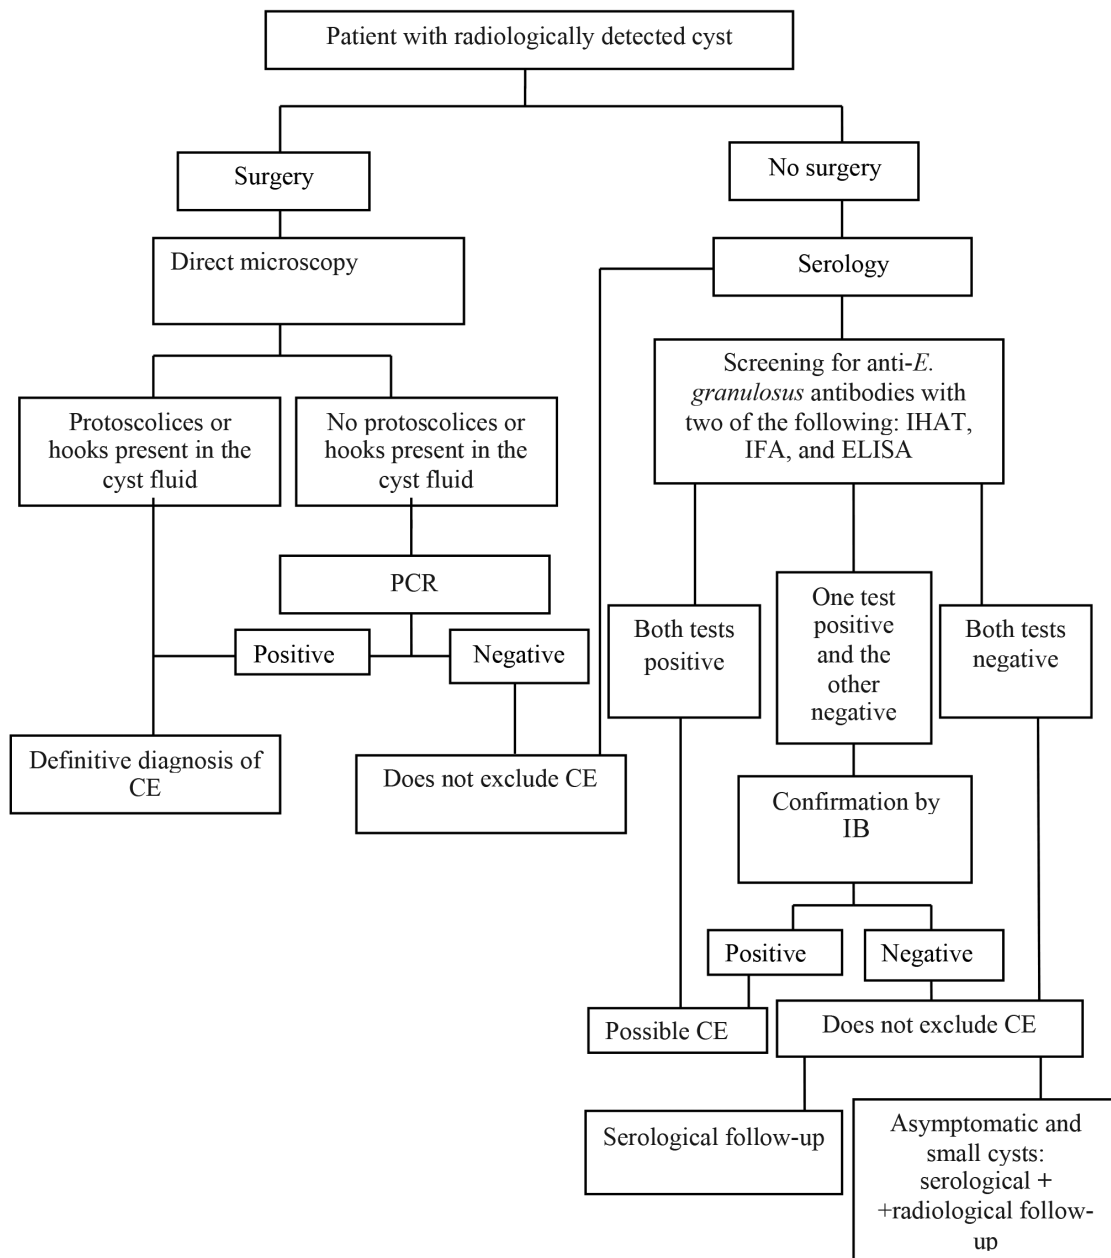 Patient with radiologically detected cyst
Surgery
No surgery
Direct microscopy
Serology
Screening for anti-E.
granulosus antibodies with
two of the following: IHAT,
IFA, and ELISA
Protoscolices or
hooks present in the
cyst fluid
No protoscolices or
hooks present in the
cyst fluid
PCR
Positive
Negative
Definitive diagnosis of
CE
Does not exclude CE
Both tests
positive
One test
positive
and the
other
negative
Both tests
negative
Confirmation by
IB
Positive
Negative
Possible CE
Does not exclude CE
Serological follow-up
Asymptomatic and
small cysts:
serological +
+radiological follow-
up